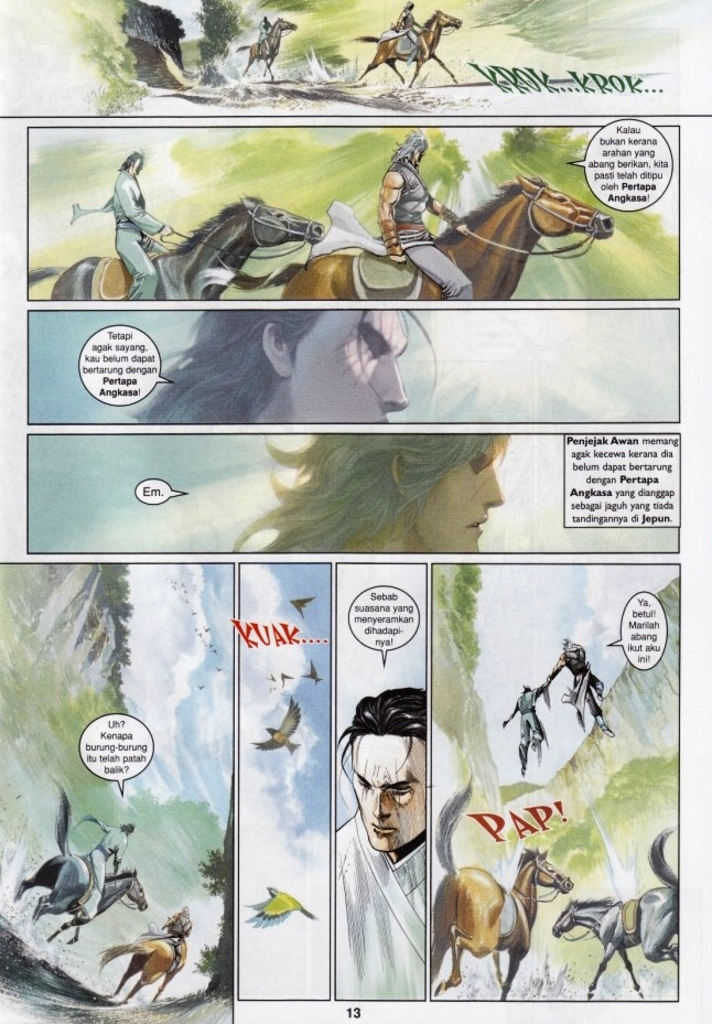 KROK...KROK...
Kalau
bukan kerana
arahan yang
abang berikan, kita
pasti telah ditipu
oleh Pertapa
Angkasa!
Tetapi
agak sayang,
kau belum dapat
bertarung dengan
Pertapa
Angkasa!
Em.
Penjejak Awan memang
agak kecewa kerana dia
belum dapat bertarung
dengan Pertapa
Angkasa yang dianggap
sebagai jaguh yang tiada
tandingannya di Jepun.
Uh?
Kenapa
burung-burung
itu telah patah
balik?
KUAK....
Sebab
suasana yang
menyeramkan
dihadapi-
nya!
Ya,
betul!
Marilah
abang
ikut aku
ini!
PAP!
13